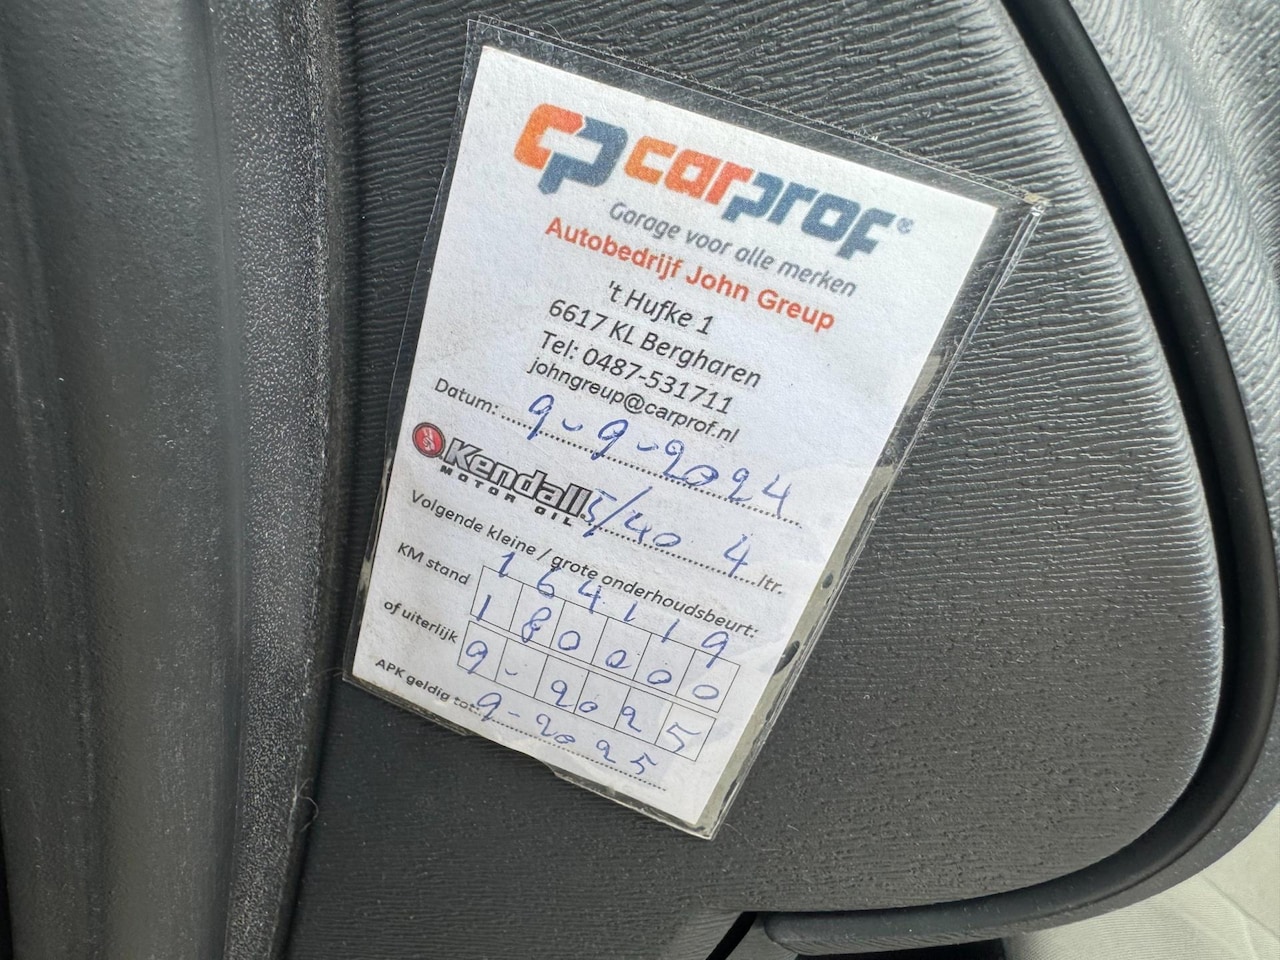 CP carprof®
Garage voor alle merken
Autobedrijf John Greup
't Hufke 1
6617 KL Bergharen
Tel: 0487-531711
johngreup@carprof.nl
Datum: 9-9-2024
Kendall 5/40 4 ltr.
MOTOR OIL
Volgende kleine / grote onderhoudsbeurt:
164119
KM stand 180000
of uiterlijk 9-2025
APK geldig tot: 9-2025